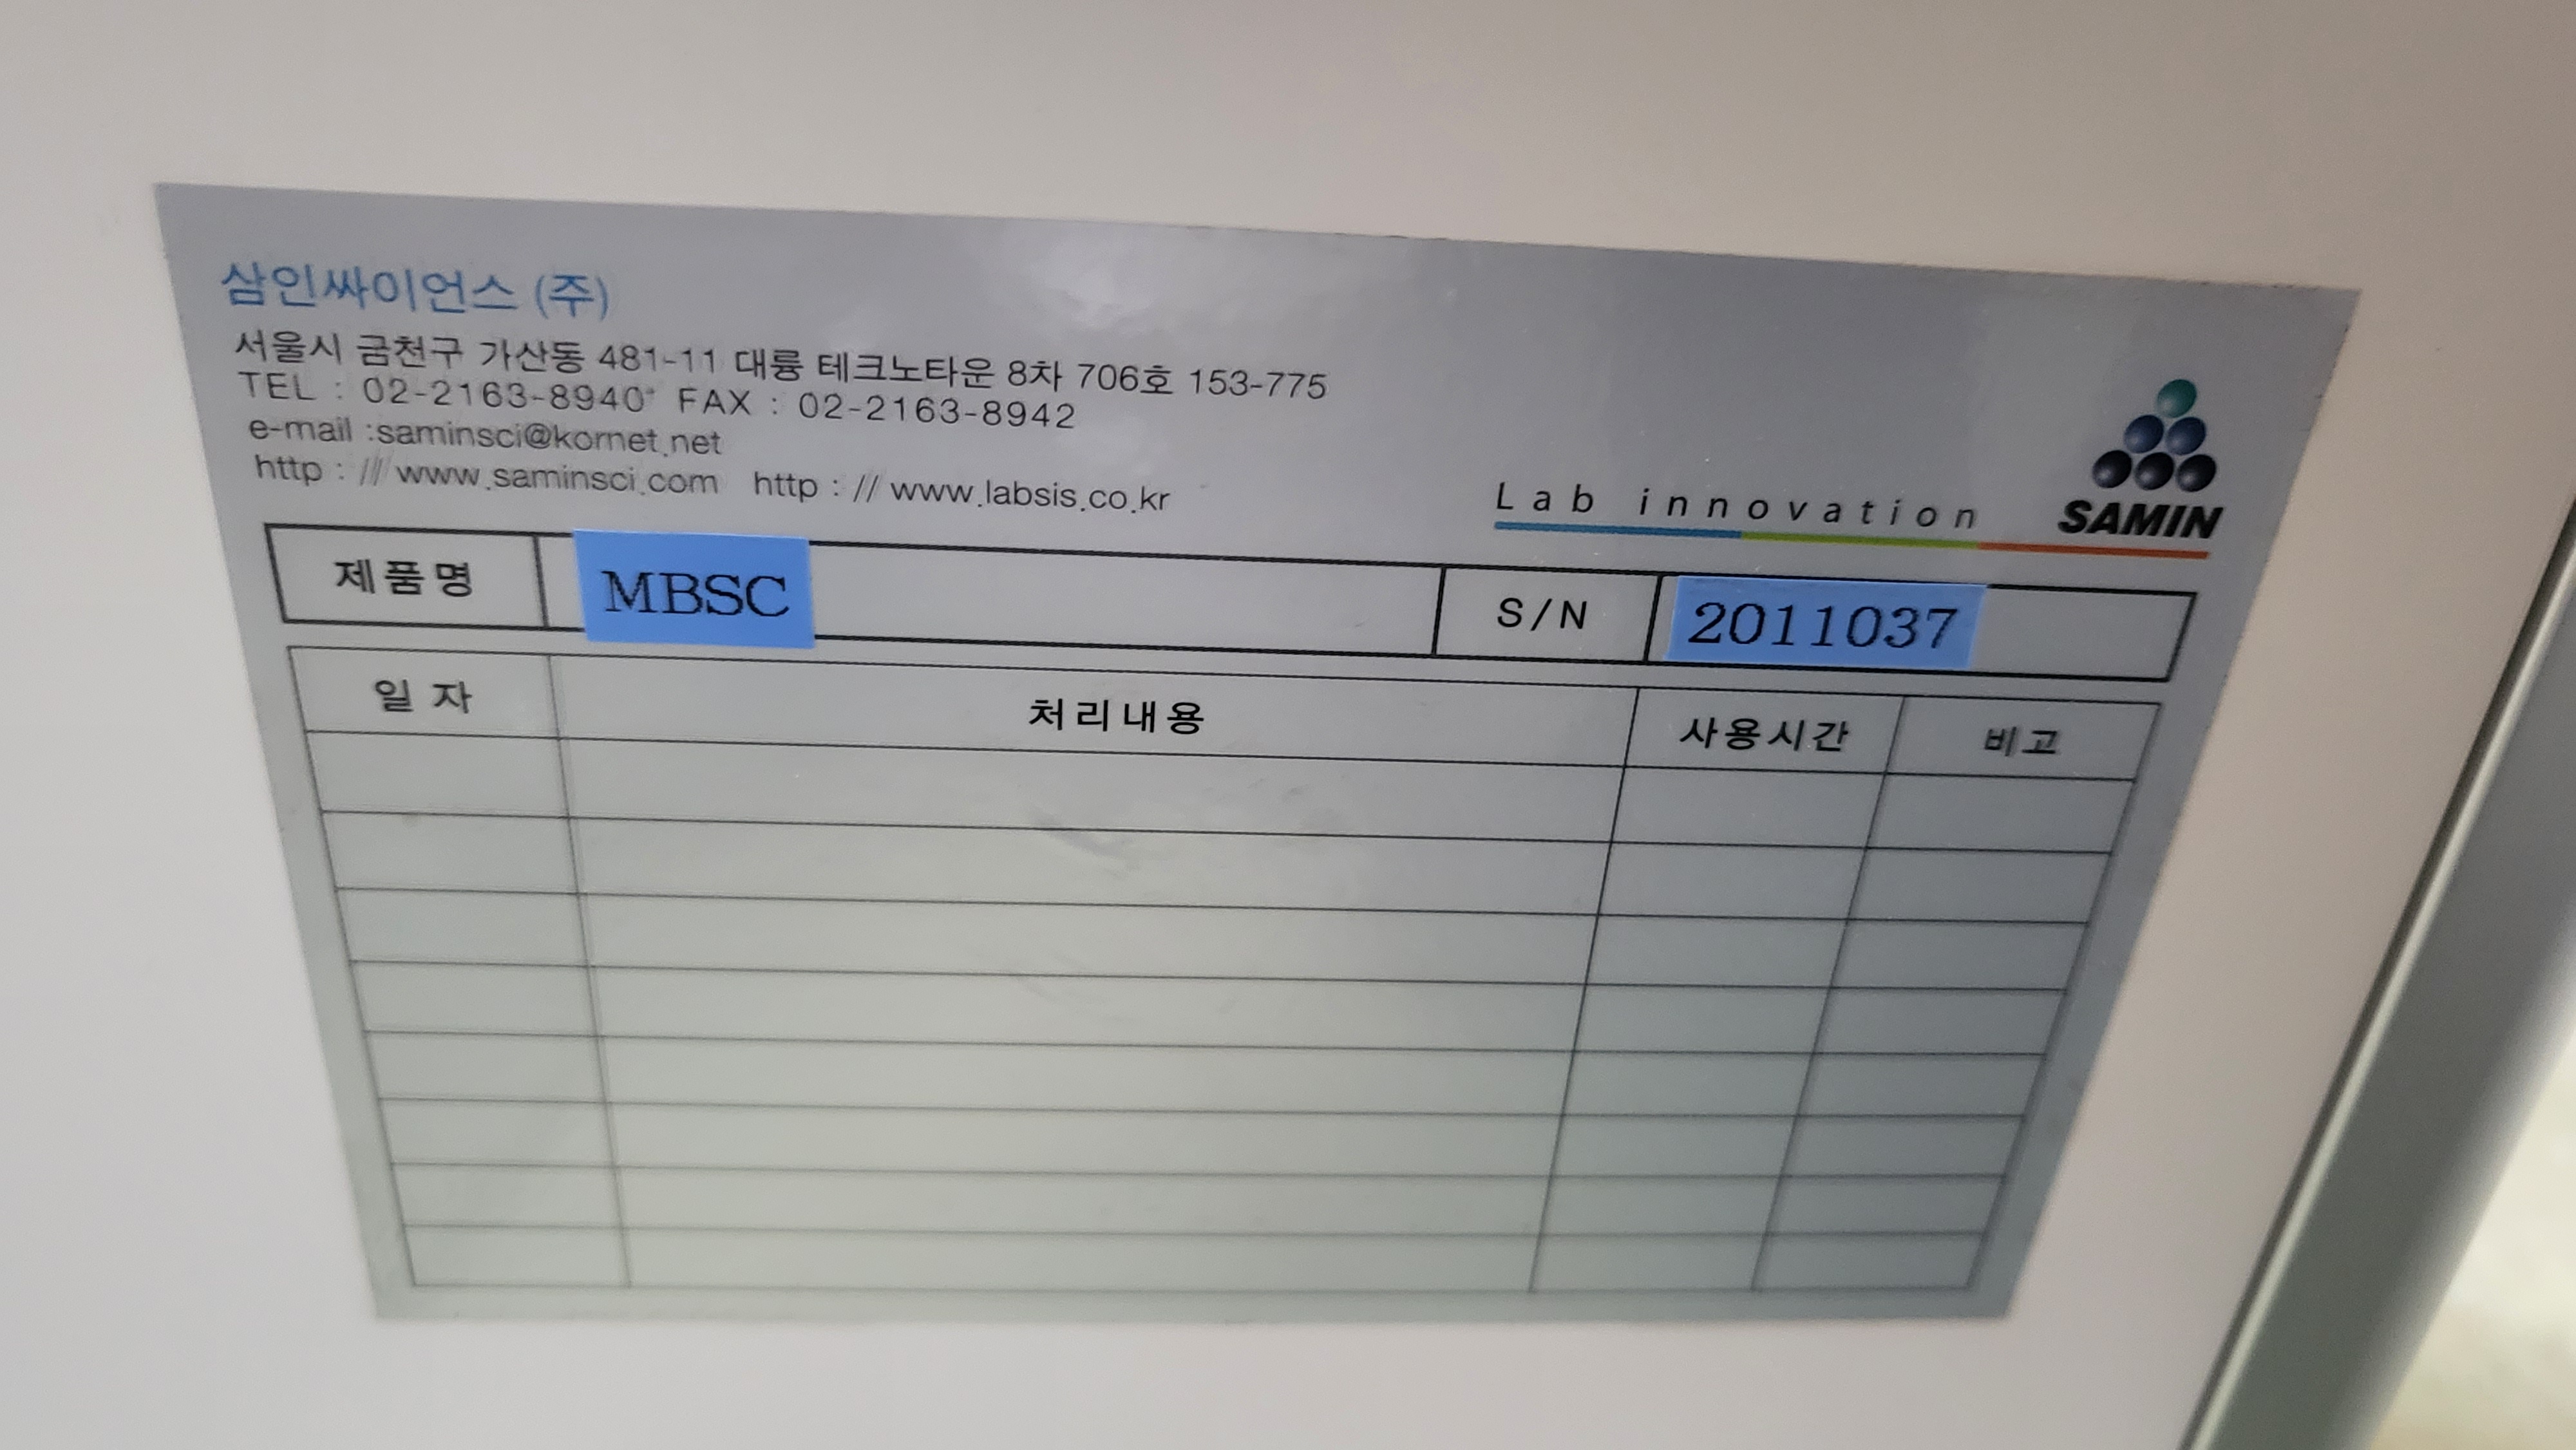 삼인싸이언스 (주)
서울시 금천구 가산동 481-11 대륭 테크노타운 8차 706호 153-775
TEL : 02-2163-8940 FAX : 02-2163-8942
e-mail :saminsci@kornet.net
http : // www.saminsci.com http : // www.labsis.co.kr
Lab innovation
SAMIN
제품명 MBSC S/N 2011037
일 자 처리내용 사용시간 비고